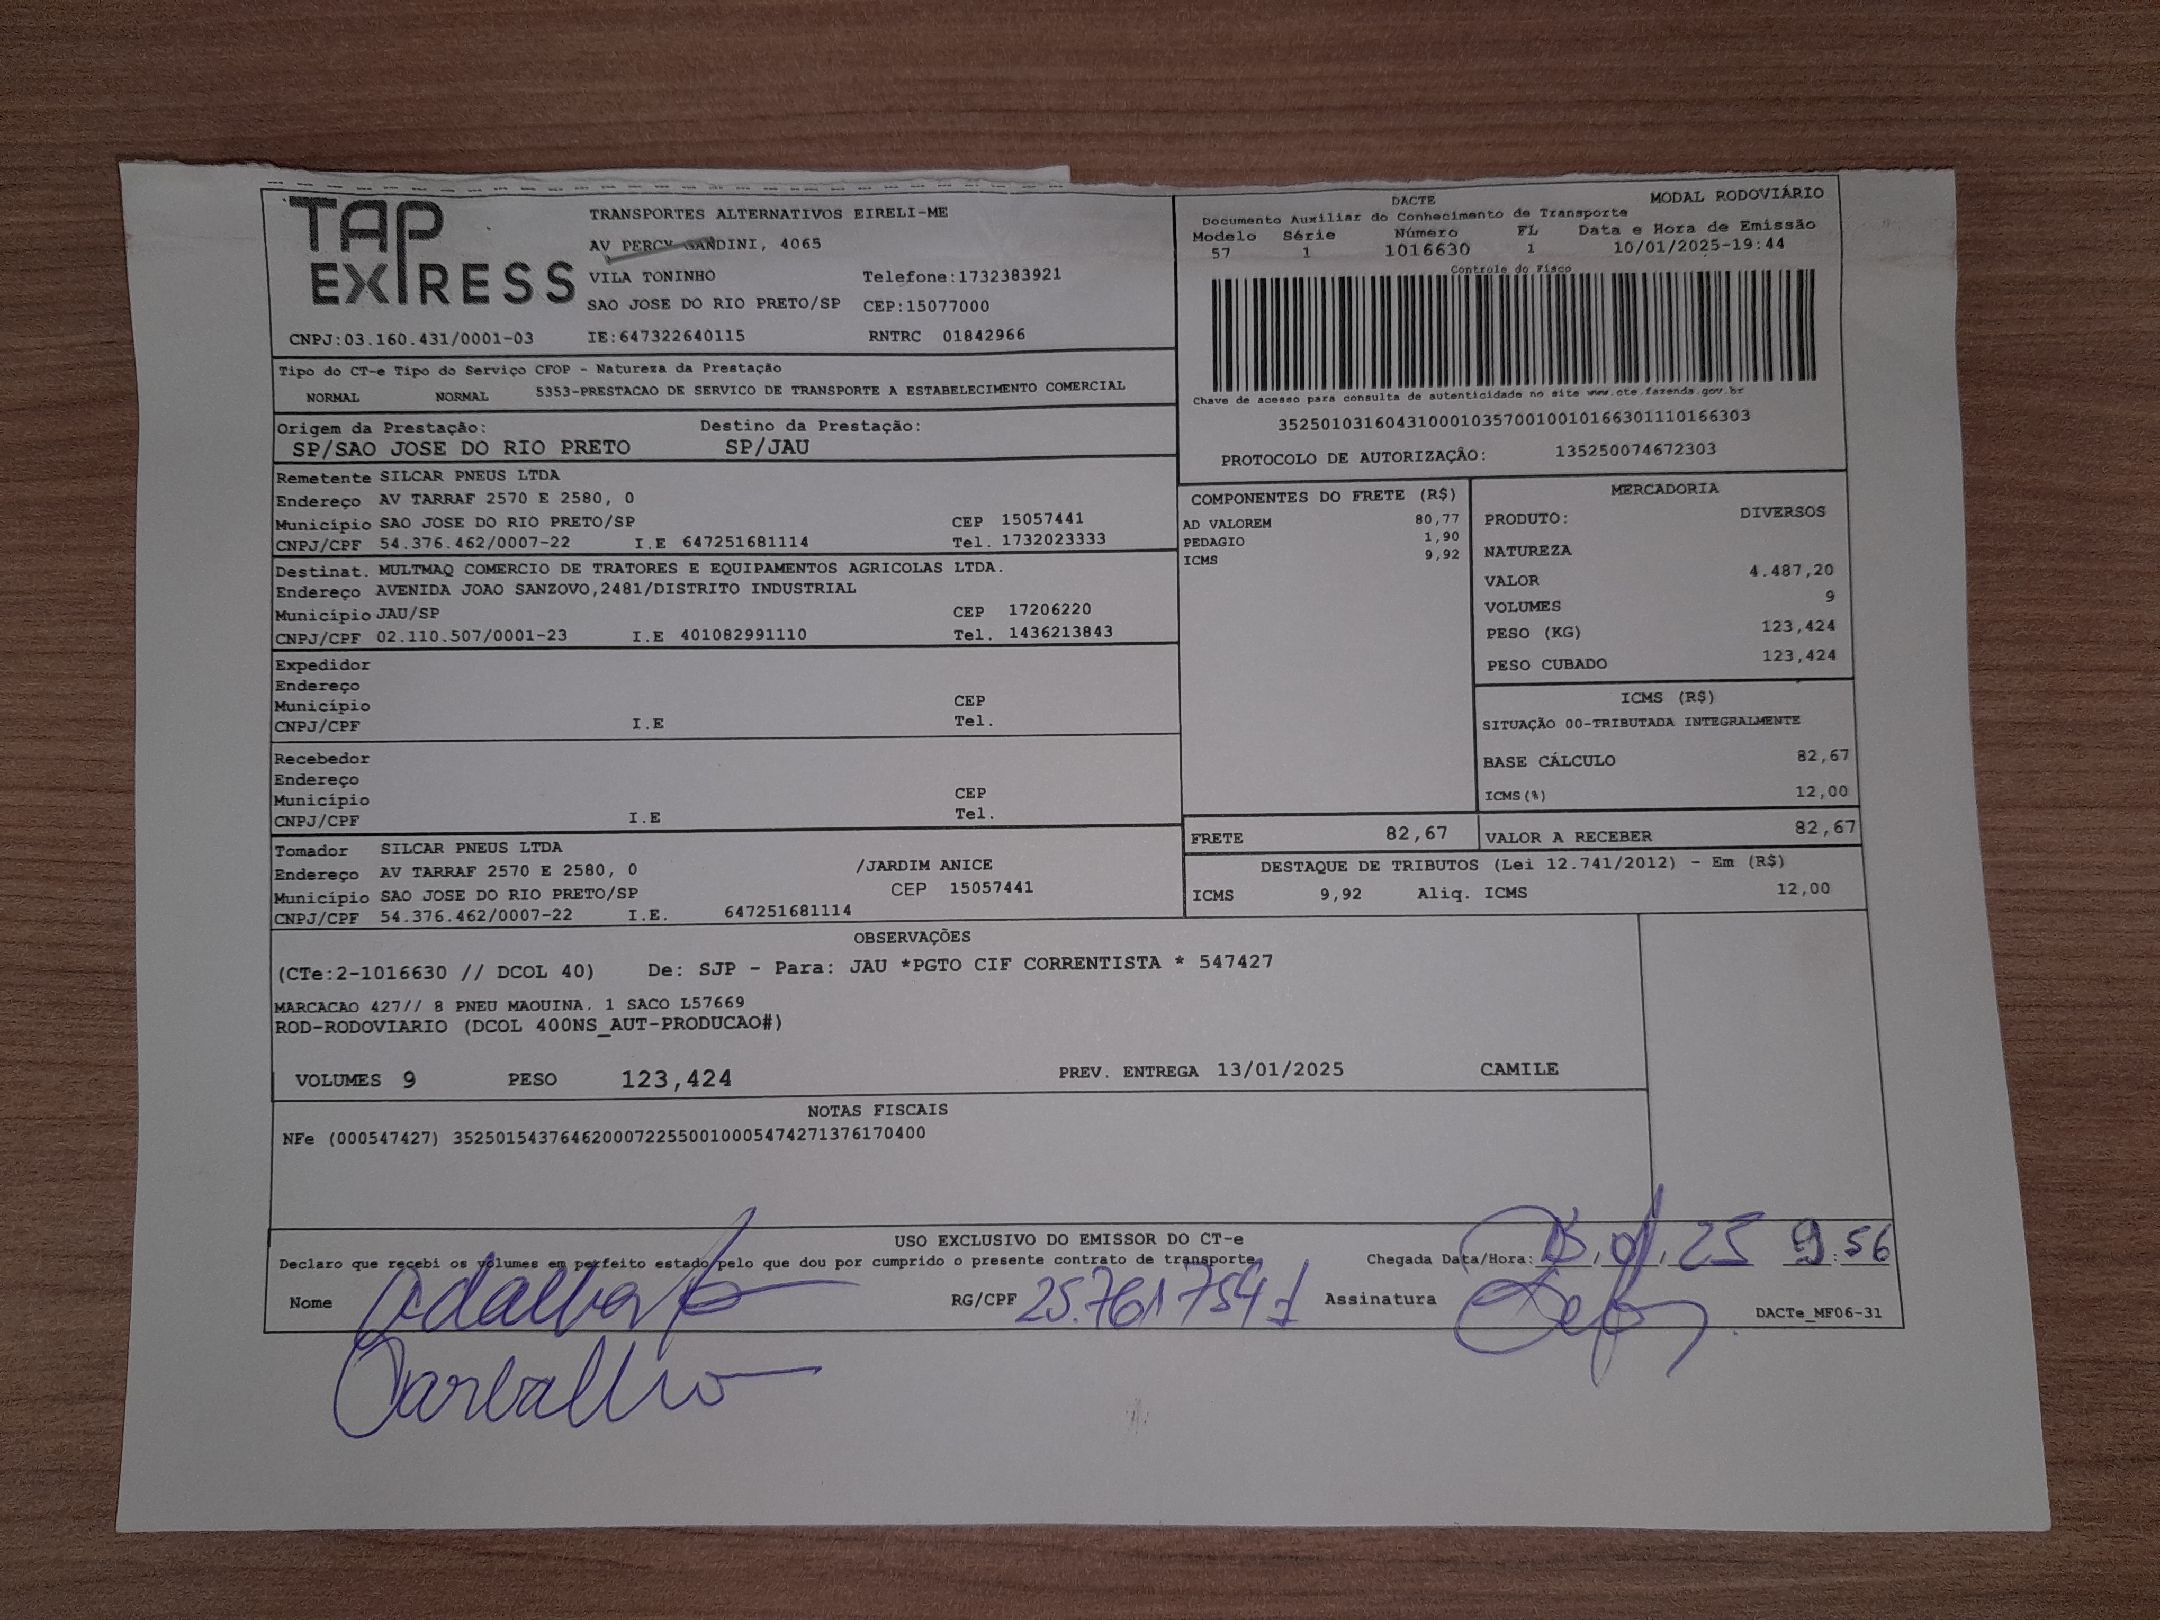 TAP EXPRESS
TRANSPORTES ALTERNATIVOS EIRELI-ME
AV PERCY GANDINI, 4065
VILA TONINHO Telefone:1732383921
SAO JOSE DO RIO PRETO/SP CEP:15077000
CNPJ:03.160.431/0001-03 IE:647322640115 RNTRC 01842966
DACTE MODAL RODOVIÁRIO
Documento Auxiliar do Conhecimento de Transporte
Modelo Série Número FL Data e Hora de Emissão
57 1 1016630 1 10/01/2025-19:44
Controle do Fisco
Chave de acesso para consulta de autenticidade no site www.cte.fazenda.gov.br
35250103160431000103570010010166301110166303
PROTOCOLO DE AUTORIZAÇÃO: 135250074672303
Tipo do CT-e Tipo do Serviço CFOP - Natureza da Prestação
NORMAL NORMAL 5353-PRESTACAO DE SERVICO DE TRANSPORTE A ESTABELECIMENTO COMERCIAL
Origem da Prestação: Destino da Prestação:
SP/SAO JOSE DO RIO PRETO SP/JAU
Remetente SILCAR PNEUS LTDA
Endereço AV TARRAF 2570 E 2580, 0
Município SAO JOSE DO RIO PRETO/SP CEP 15057441
CNPJ/CPF 54.376.462/0007-22 I.E 647251681114 Tel. 1732023333
Destinat. MULTMAQ COMERCIO DE TRATORES E EQUIPAMENTOS AGRICOLAS LTDA.
Endereço AVENIDA JOAO SANZOVO,2481/DISTRITO INDUSTRIAL
Município JAU/SP CEP 17206220
CNPJ/CPF 02.110.507/0001-23 I.E 401082991110 Tel. 1436213843
Expedidor
Endereço
Município CEP
CNPJ/CPF I.E Tel.
Recebedor
Endereço
Município CEP
CNPJ/CPF I.E Tel.
Tomador SILCAR PNEUS LTDA
Endereço AV TARRAF 2570 E 2580, 0 /JARDIM ANICE
Município SAO JOSE DO RIO PRETO/SP CEP 15057441
CNPJ/CPF 54.376.462/0007-22 I.E. 647251681114
COMPONENTES DO FRETE (R$)
AD VALOREM 80,77
PEDAGIO 1,90
ICMS 9,92
MERCADORIA
PRODUTO: DIVERSOS
NATUREZA
VALOR 4.487,20
VOLUMES 9
PESO (KG) 123,424
PESO CUBADO 123,424
ICMS (R$)
SITUAÇÃO 00-TRIBUTADA INTEGRALMENTE
BASE CÁLCULO 82,67
ICMS(%) 12,00
FRETE 82,67 VALOR A RECEBER 82,67
DESTAQUE DE TRIBUTOS (Lei 12.741/2012) - Em (R$)
ICMS 9,92 Aliq. ICMS 12,00
OBSERVAÇÕES
(CTe:2-1016630 // DCOL 40) De: SJP - Para: JAU *PGTO CIF CORRENTISTA * 547427
MARCACAO 427// 8 PNEU MAQUINA. 1 SACO L57669
ROD-RODOVIARIO (DCOL 400NS_AUT-PRODUCAO#)
VOLUMES 9 PESO 123,424 PREV. ENTREGA 13/01/2025 CAMILE
NOTAS FISCAIS
NFe (000547427) 35250154376462000722550010005474271376170400
USO EXCLUSIVO DO EMISSOR DO CT-e
Declaro que recebi os volumes em perfeito estado pelo que dou por cumprido o presente contrato de transporte. Chegada Data/Hora: 13.01.25 9:56
Nome Adalberto RG/CPF 25.761754-1 Assinatura DACTe_MF06-31
Carvalho